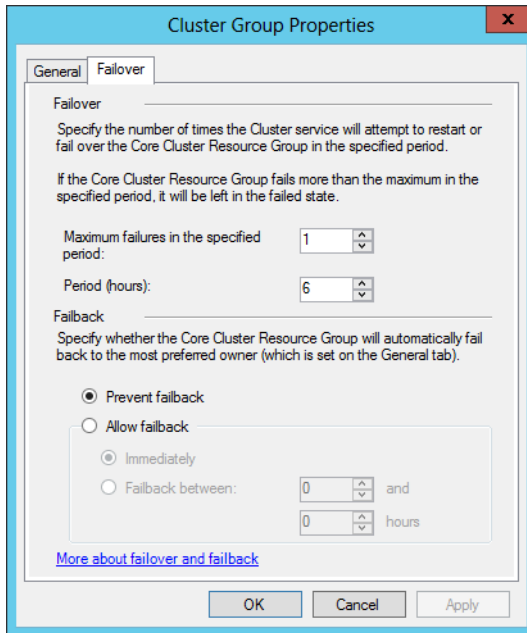 Cluster Group Properties
x
General
Failover
Failover
Specify the number of times the Cluster service will attempt to restart or
fail over the Core Cluster Resource Group in the specified period.
If the Core Cluster Resource Group fails more than the maximum in the
specified period, it will be left in the failed state.
Maximum failures in the specified
period:
1
Period (hours):
6
Failback
Specify whether the Core Cluster Resource Group will automatically fail
back to the most preferred owner (which is set on the General tab).
Prevent failback
Allow failback
Immediately
Failback between:
0
and
0
hours
More about failover and failback
OK
Cancel
Apply